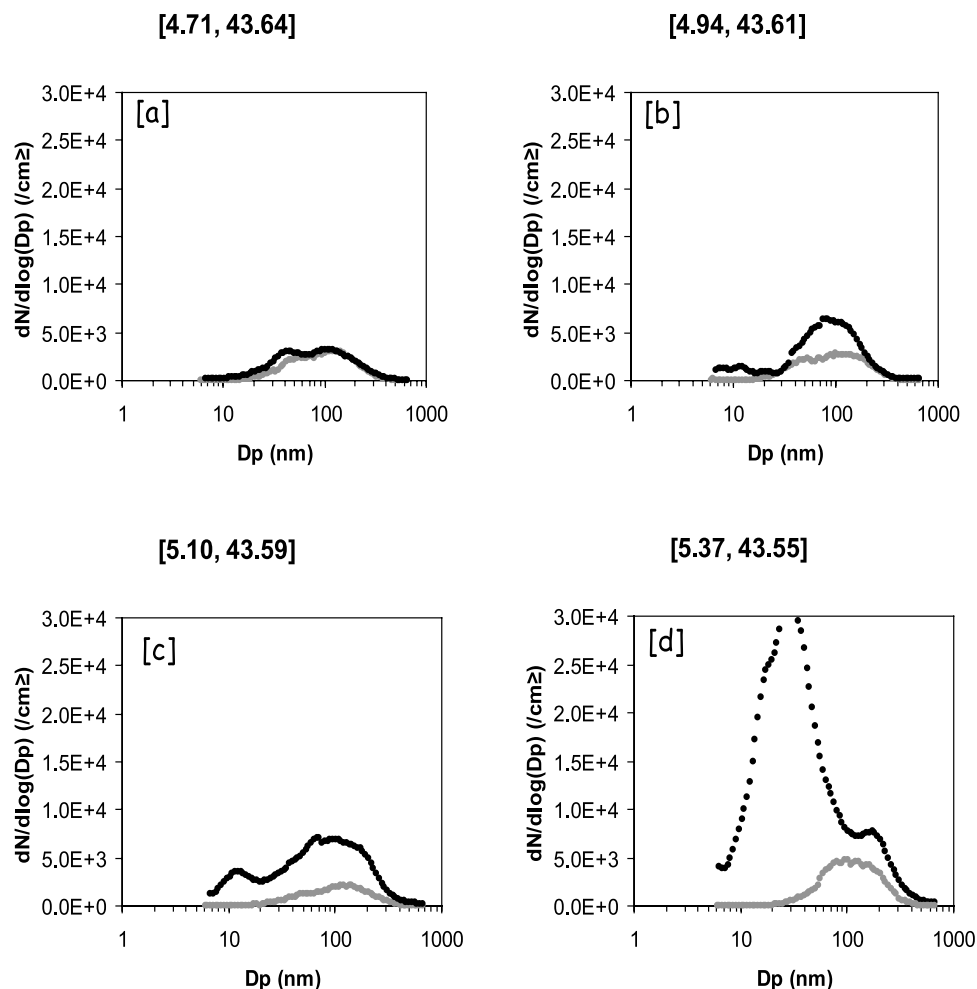 [4.71, 43.64]
[a]
dN/dlog(Dp) (/cm≥)
3.0E+4
2.5E+4
2.0E+4
1.5E+4
1.0E+4
5.0E+3
0.0E+0
1 10 100 1000
Dp (nm)
[4.94, 43.61]
[b]
dN/dlog(Dp) (/cm≥)
3.0E+4
2.5E+4
2.0E+4
1.5E+4
1.0E+4
5.0E+3
0.0E+0
1 10 100 1000
Dp (nm)
[5.10, 43.59]
[c]
dN/dlog(Dp) (/cm≥)
3.0E+4
2.5E+4
2.0E+4
1.5E+4
1.0E+4
5.0E+3
0.0E+0
1 10 100 1000
Dp (nm)
[5.37, 43.55]
[d]
dN/dlog(Dp) (/cm≥)
3.0E+4
2.5E+4
2.0E+4
1.5E+4
1.0E+4
5.0E+3
0.0E+0
1 10 100 1000
Dp (nm)